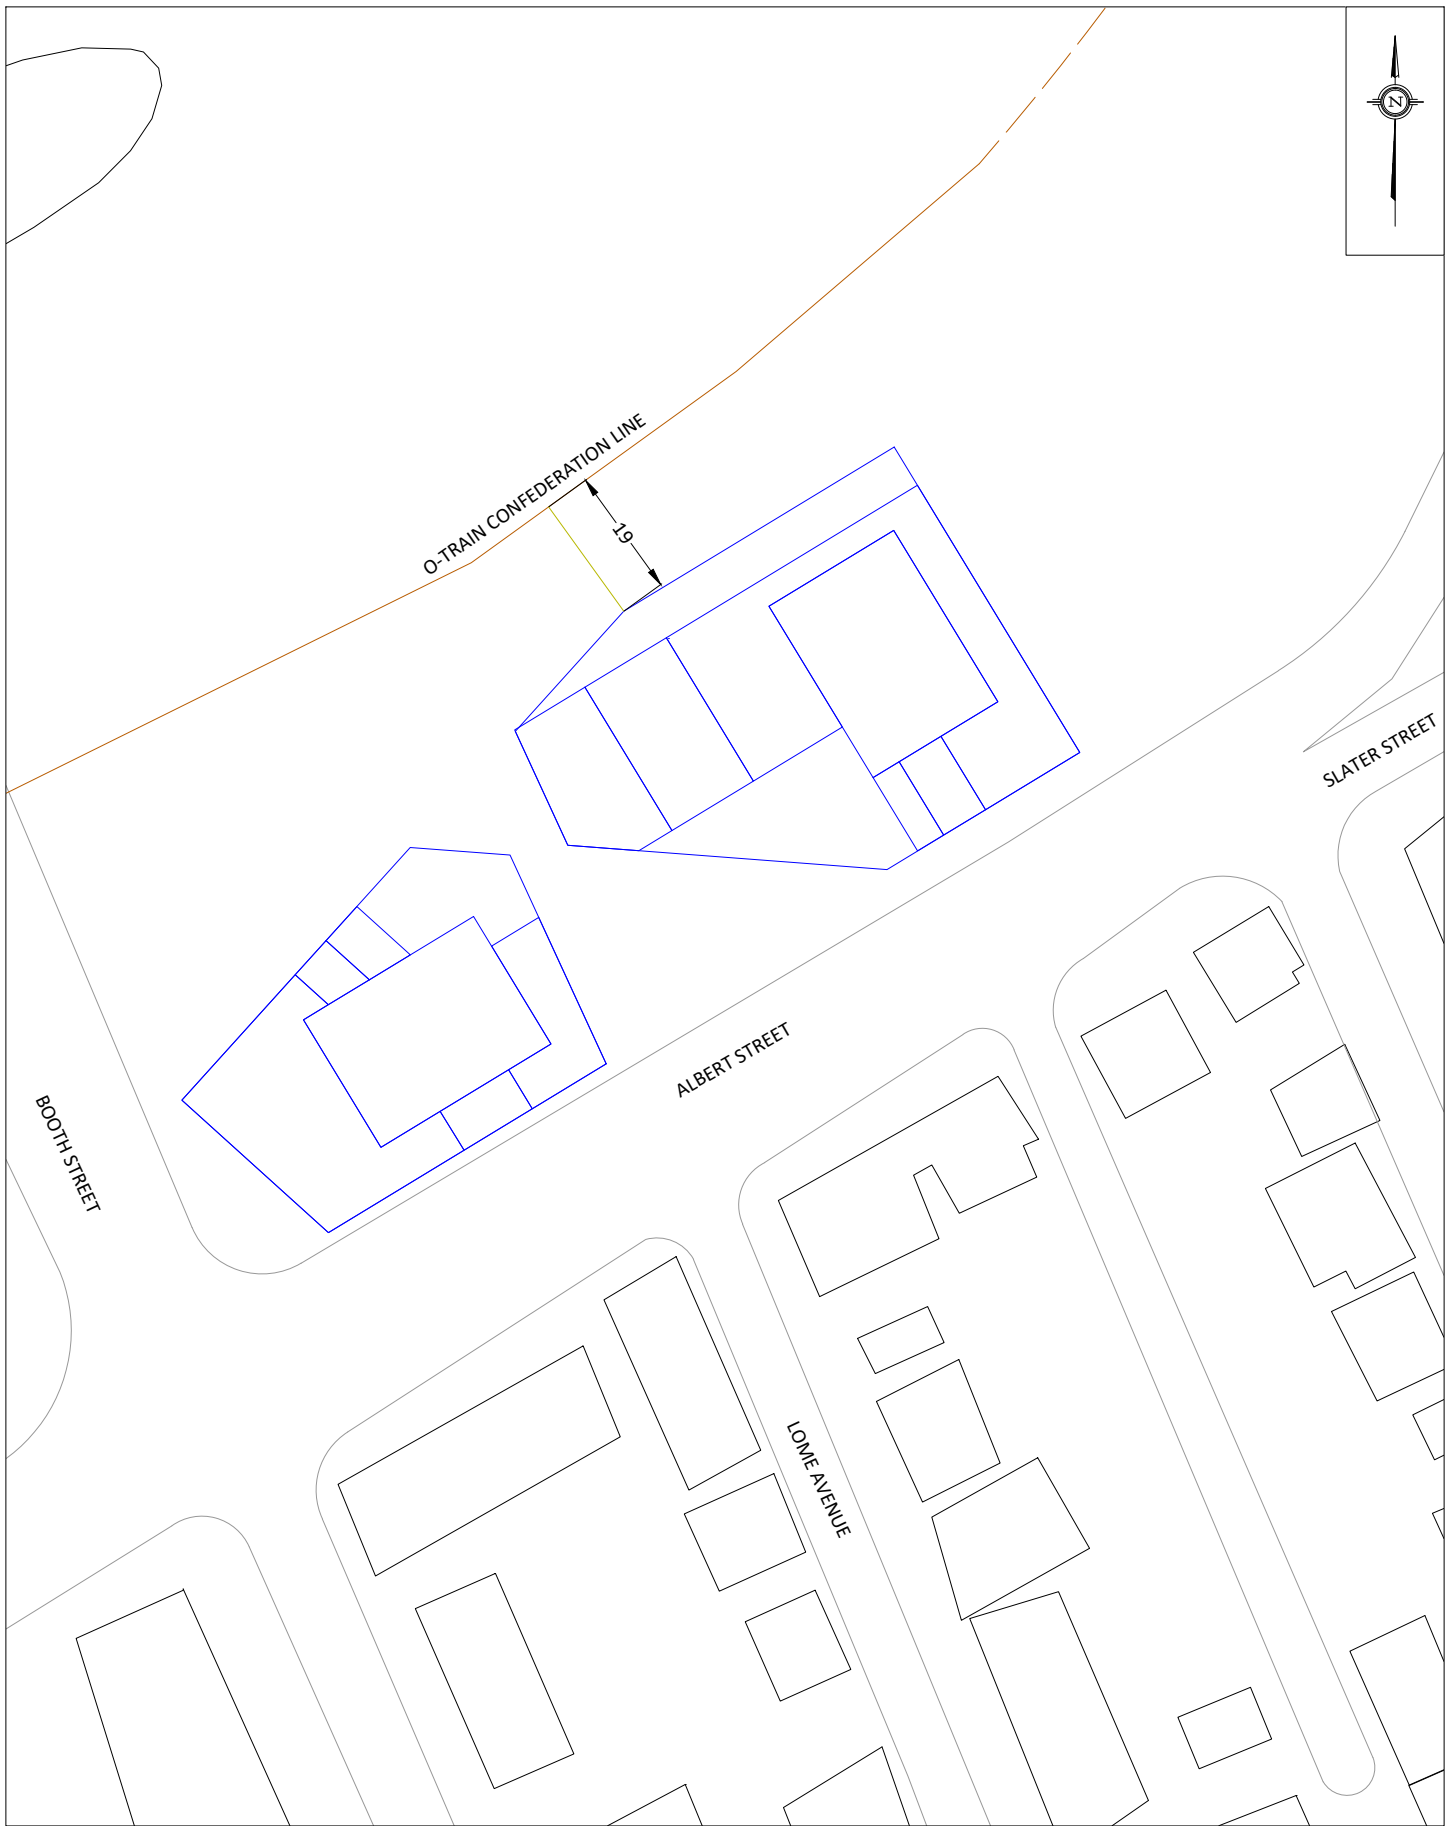 N
O-TRAIN CONFEDERATION LINE
19
SLATER STREET
ALBERT STREET
BOOTH STREET
LOME AVENUE